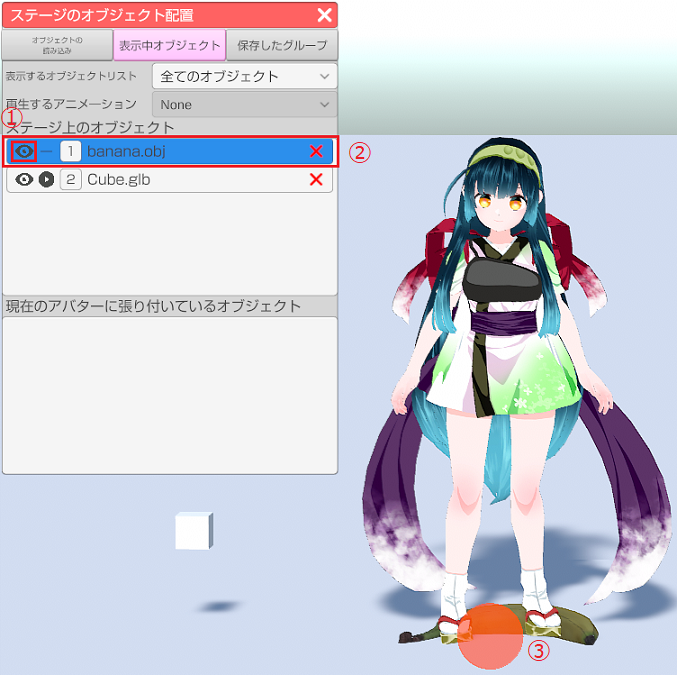 ステージのオブジェクト配置
オブジェクトの
読み込み
表示中オブジェクト
保存したグループ
表示するオブジェクトリスト 全てのオブジェクト
再生するアニメーション None
①
ステージ上のオブジェクト
1 banana.obj
②
2 Cube.glb
現在のアバターに張り付いているオブジェクト
③